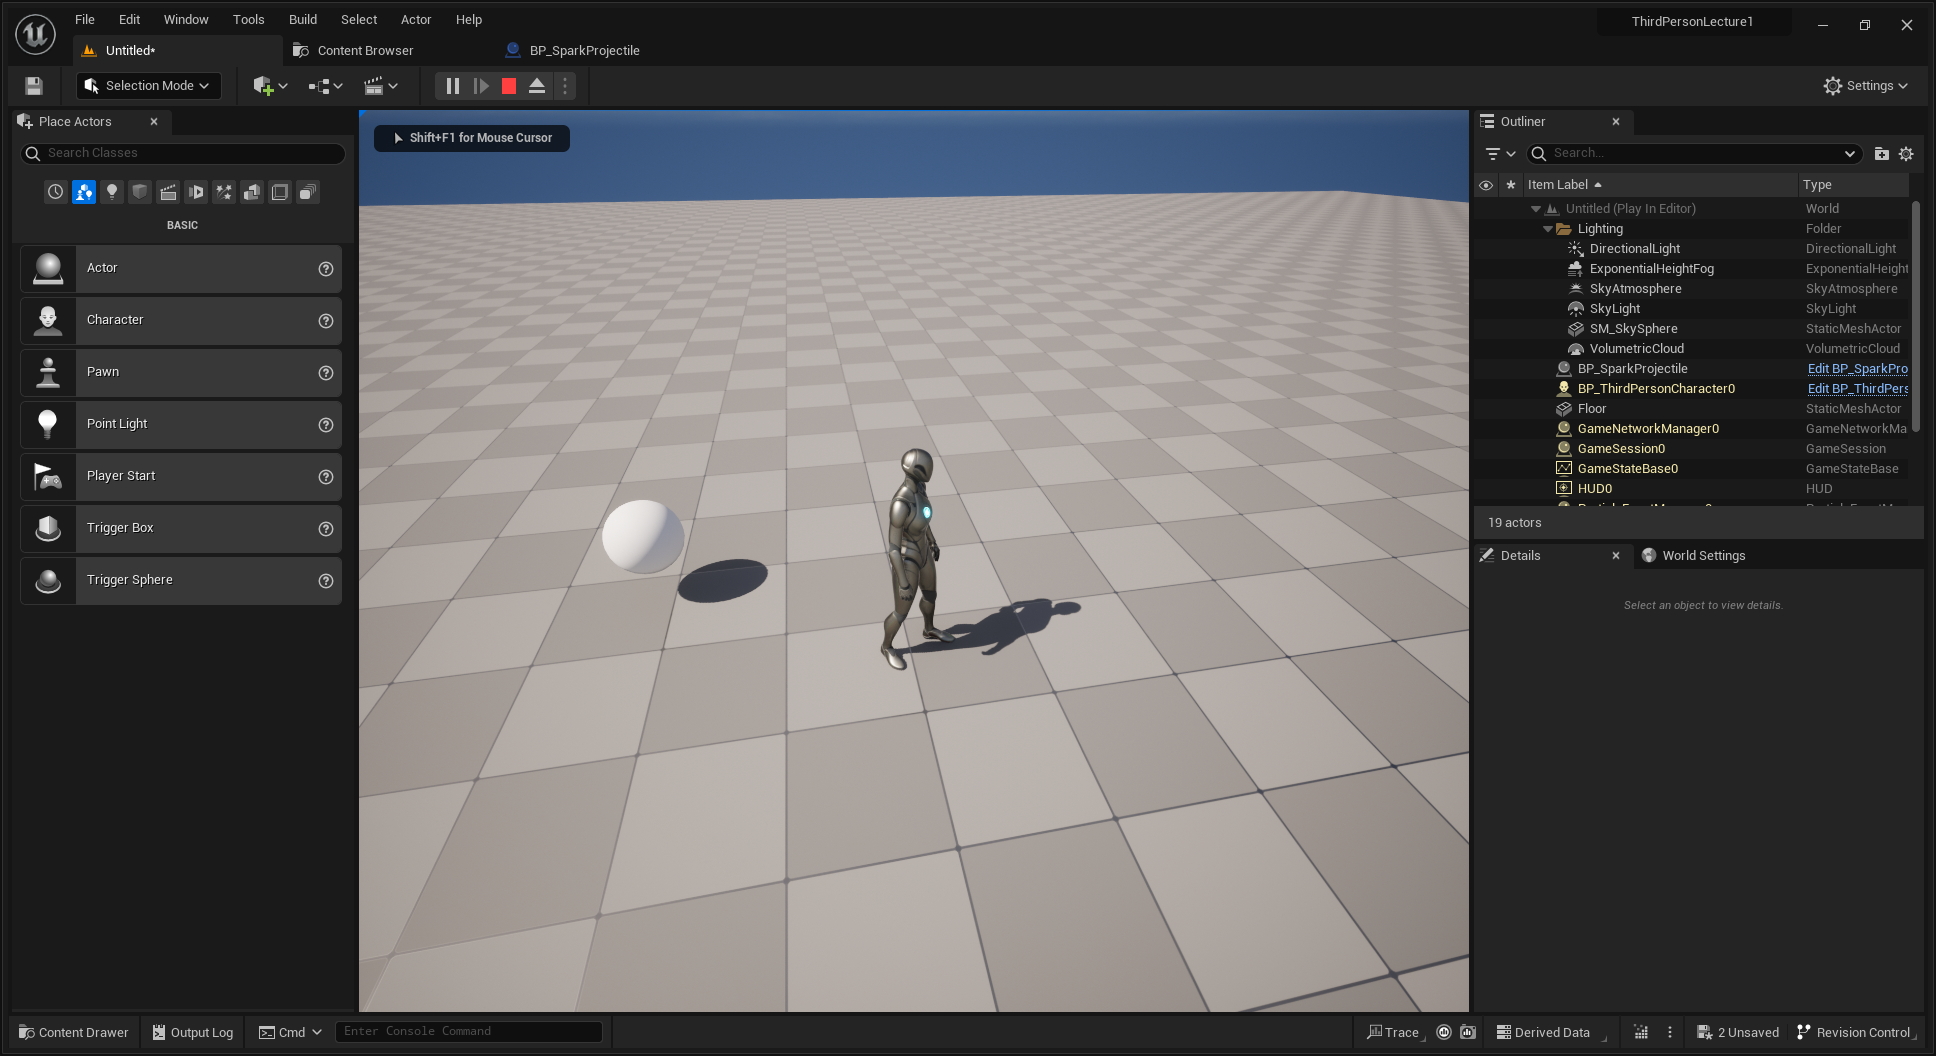 File Edit Window Tools Build Select Actor Help
ThirdPersonLecture1
Untitled*
Content Browser
BP_SparkProjectile
Selection Mode
Settings
Place Actors
Search Classes
BASIC
Actor
Character
Pawn
Point Light
Player Start
Trigger Box
Trigger Sphere
Shift+F1 for Mouse Cursor
Outliner
Search...
Item Label Type
Untitled (Play In Editor) World
Lighting Folder
DirectionalLight DirectionalLight
ExponentialHeightFog ExponentialHeight
SkyAtmosphere SkyAtmosphere
SkyLight SkyLight
SM_SkySphere StaticMeshActor
VolumetricCloud VolumetricCloud
BP_SparkProjectile Edit BP_SparkPro
BP_ThirdPersonCharacter0 Edit BP_ThirdPers
Floor StaticMeshActor
GameNetworkManager0 GameNetworkMa
GameSession0 GameSession
GameStateBase0 GameStateBase
HUD0 HUD
19 actors
Details
World Settings
Select an object to view details.
Content Drawer
Output Log
Cmd
Enter Console Command
Trace
Derived Data
2 Unsaved
Revision Control